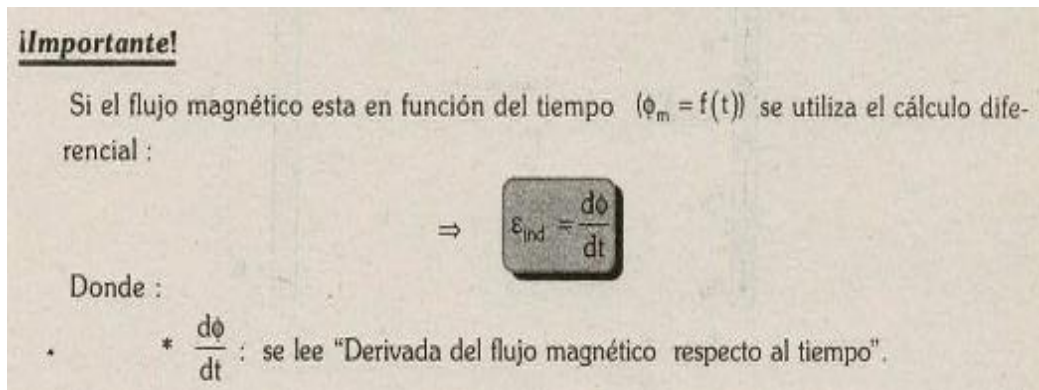 ¡Importante!
Si el flujo magnético esta en función del tiempo (ϕₘ = f(t)) se utiliza el cálculo dife-
rencial :
⇒ εᵢₙd = dϕ/dt
Donde :
* dϕ/dt : se lee “Derivada del flujo magnético respecto al tiempo”.